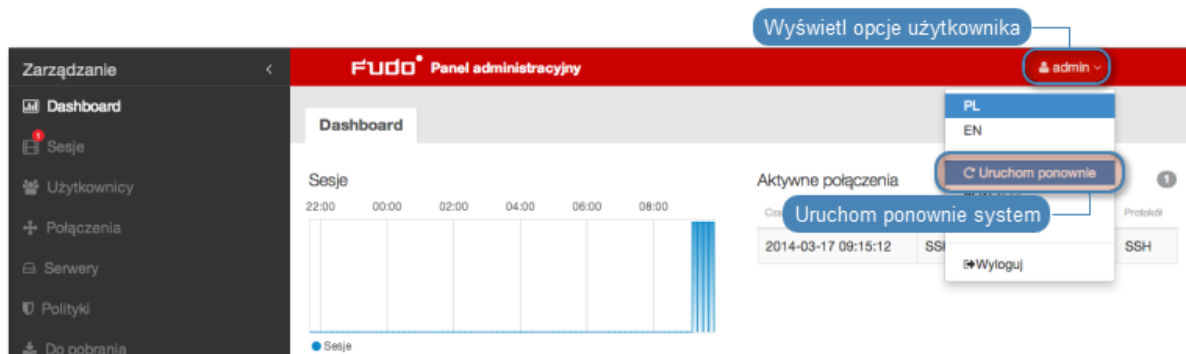 Wyświetl opcje użytkownika
Zarządzanie
FUDO Panel administracyjny
admin
Dashboard
PL
EN
Dashboard
1
Sesje
Uruchom ponownie
Użytkownicy
Sesje
Aktywne połączenia
1
22:00 00:00 02:00 04:00 06:00 08:00
Uruchom ponownie system
Protokół
Połączenia
2014-03-17 09:15:12 SSH
Serwery
Wyloguj
Polityki
Do pobrania
Sesje